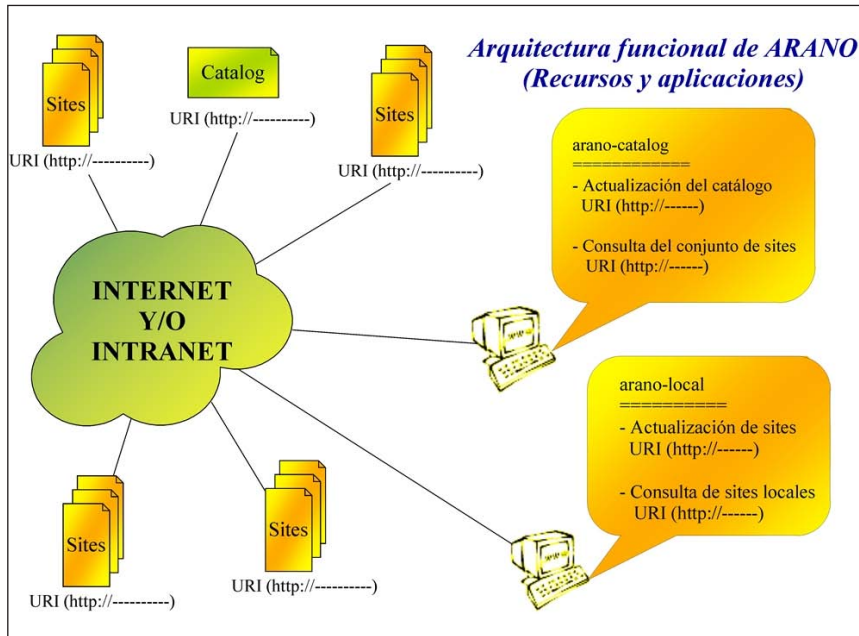 Arquitectura funcional de ARANO
(Recursos y aplicaciones)
Sites
URI (http://----------)
Catalog
URI (http://----------)
Sites
URI (http://----------)
INTERNET
Y/O
INTRANET
arano-catalog
============
- Actualización del catálogo
URI (http://------)
- Consulta del conjunto de sites
URI (http://------)
arano-local
==========
- Actualización de sites
URI (http://------)
- Consulta de sites locales
URI (http://------)
Sites
URI (http://----------)
Sites
URI (http://----------)